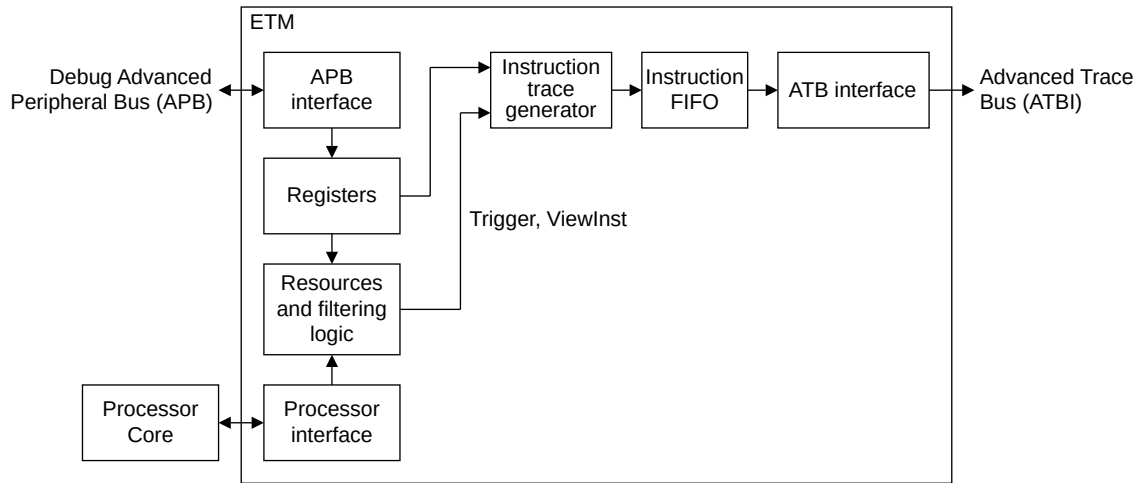 ETM
Debug Advanced
Peripheral Bus (APB)
APB
interface
Instruction
trace
generator
Instruction
FIFO
ATB interface
Advanced Trace
Bus (ATBI)
Registers
Trigger, ViewInst
Resources
and filtering
logic
Processor
Core
Processor
interface